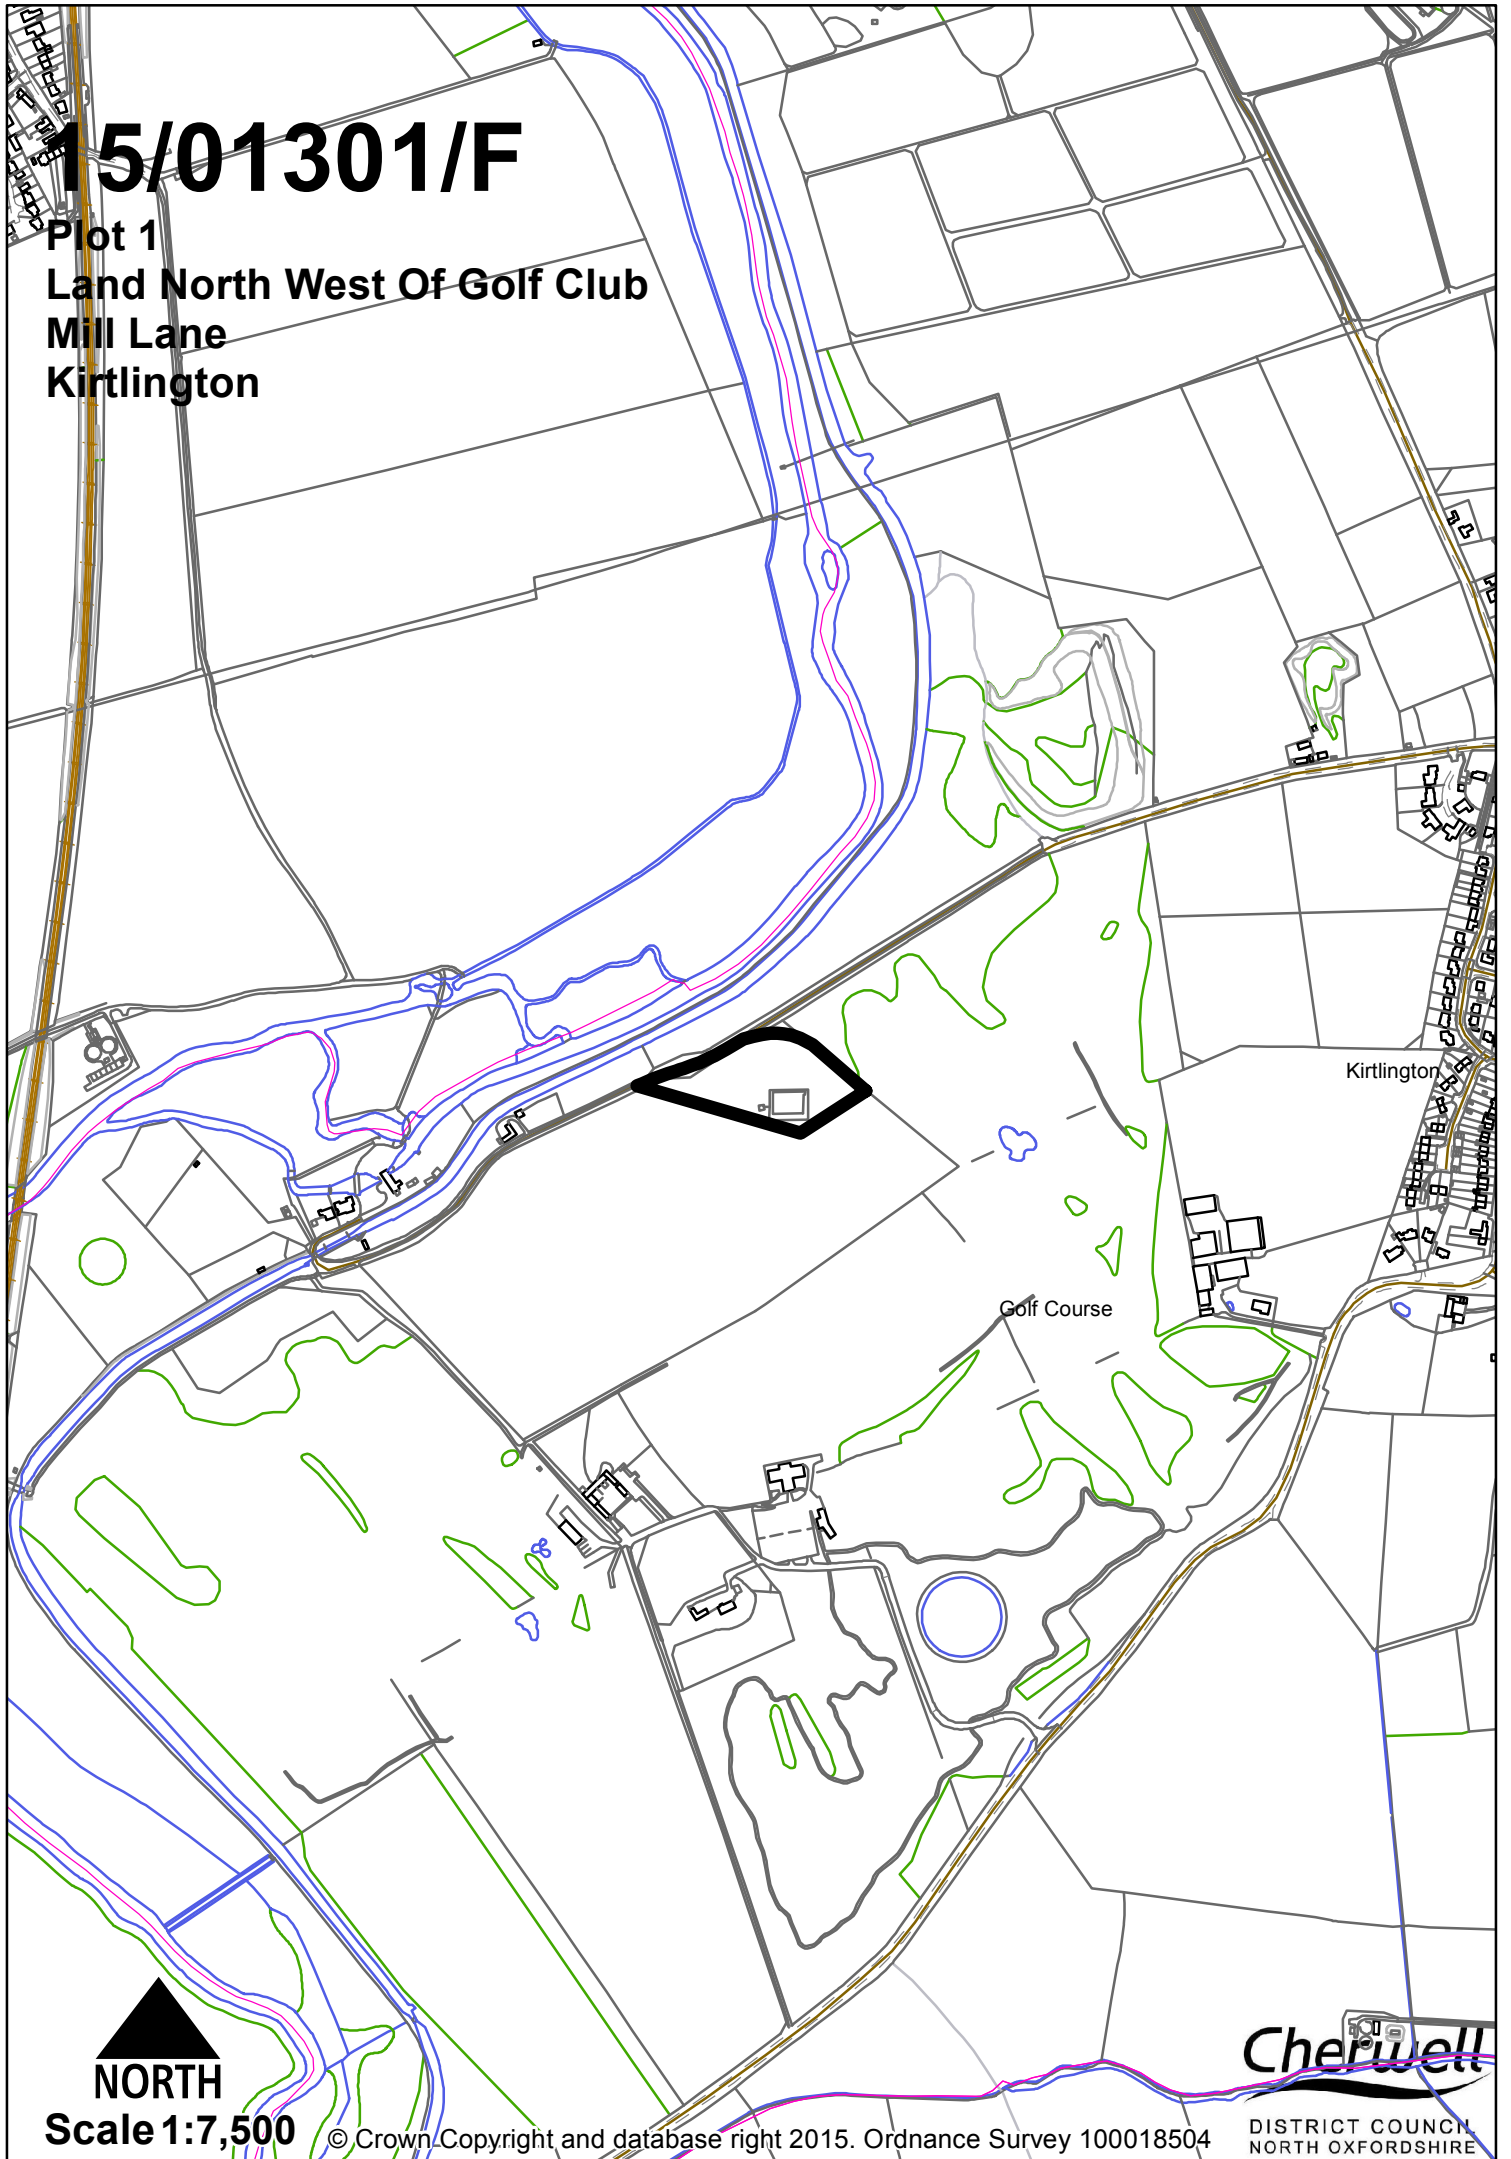 15/01301/F
Plot 1
Land North West Of Golf Club
Mill Lane
Kirtlington
Kirtlington
Golf Course
NORTH
Scale 1:7,500
© Crown Copyright and database right 2015. Ordnance Survey 100018504
Cherwell
DISTRICT COUNCIL
NORTH OXFORDSHIRE